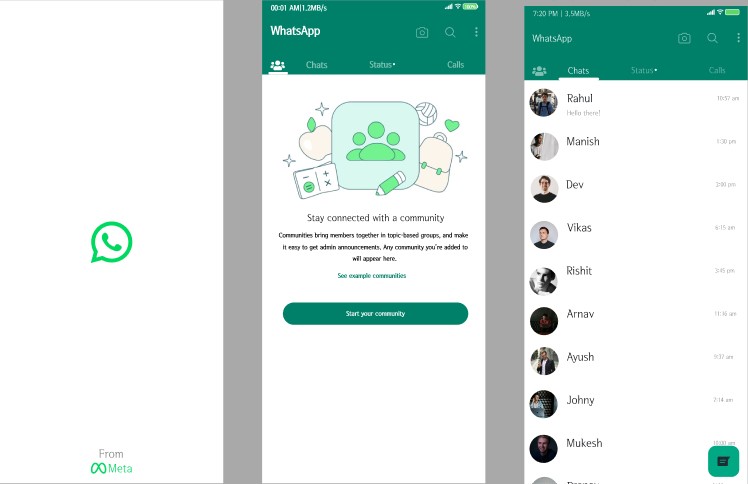 From
Meta
00:01 AM|1.2MB/s
WhatsApp
Chats
Status•
Calls
Stay connected with a community
Communities bring members together in topic-based groups, and make
it easy to get admin announcements. Any community you're added to
will appear here.
See example communities
Start your community
7:20 PM | 3.5MB/s
WhatsApp
Chats
Status•
Calls
Rahul
10:57 am
Hello there!
Manish
1:30 pm
Dev
2:00 pm
Vikas
6:15 am
Rishit
3:45 pm
Arnav
11:16 am
Ayush
9:37 am
Johny
7:14 am
Mukesh
10:00 am